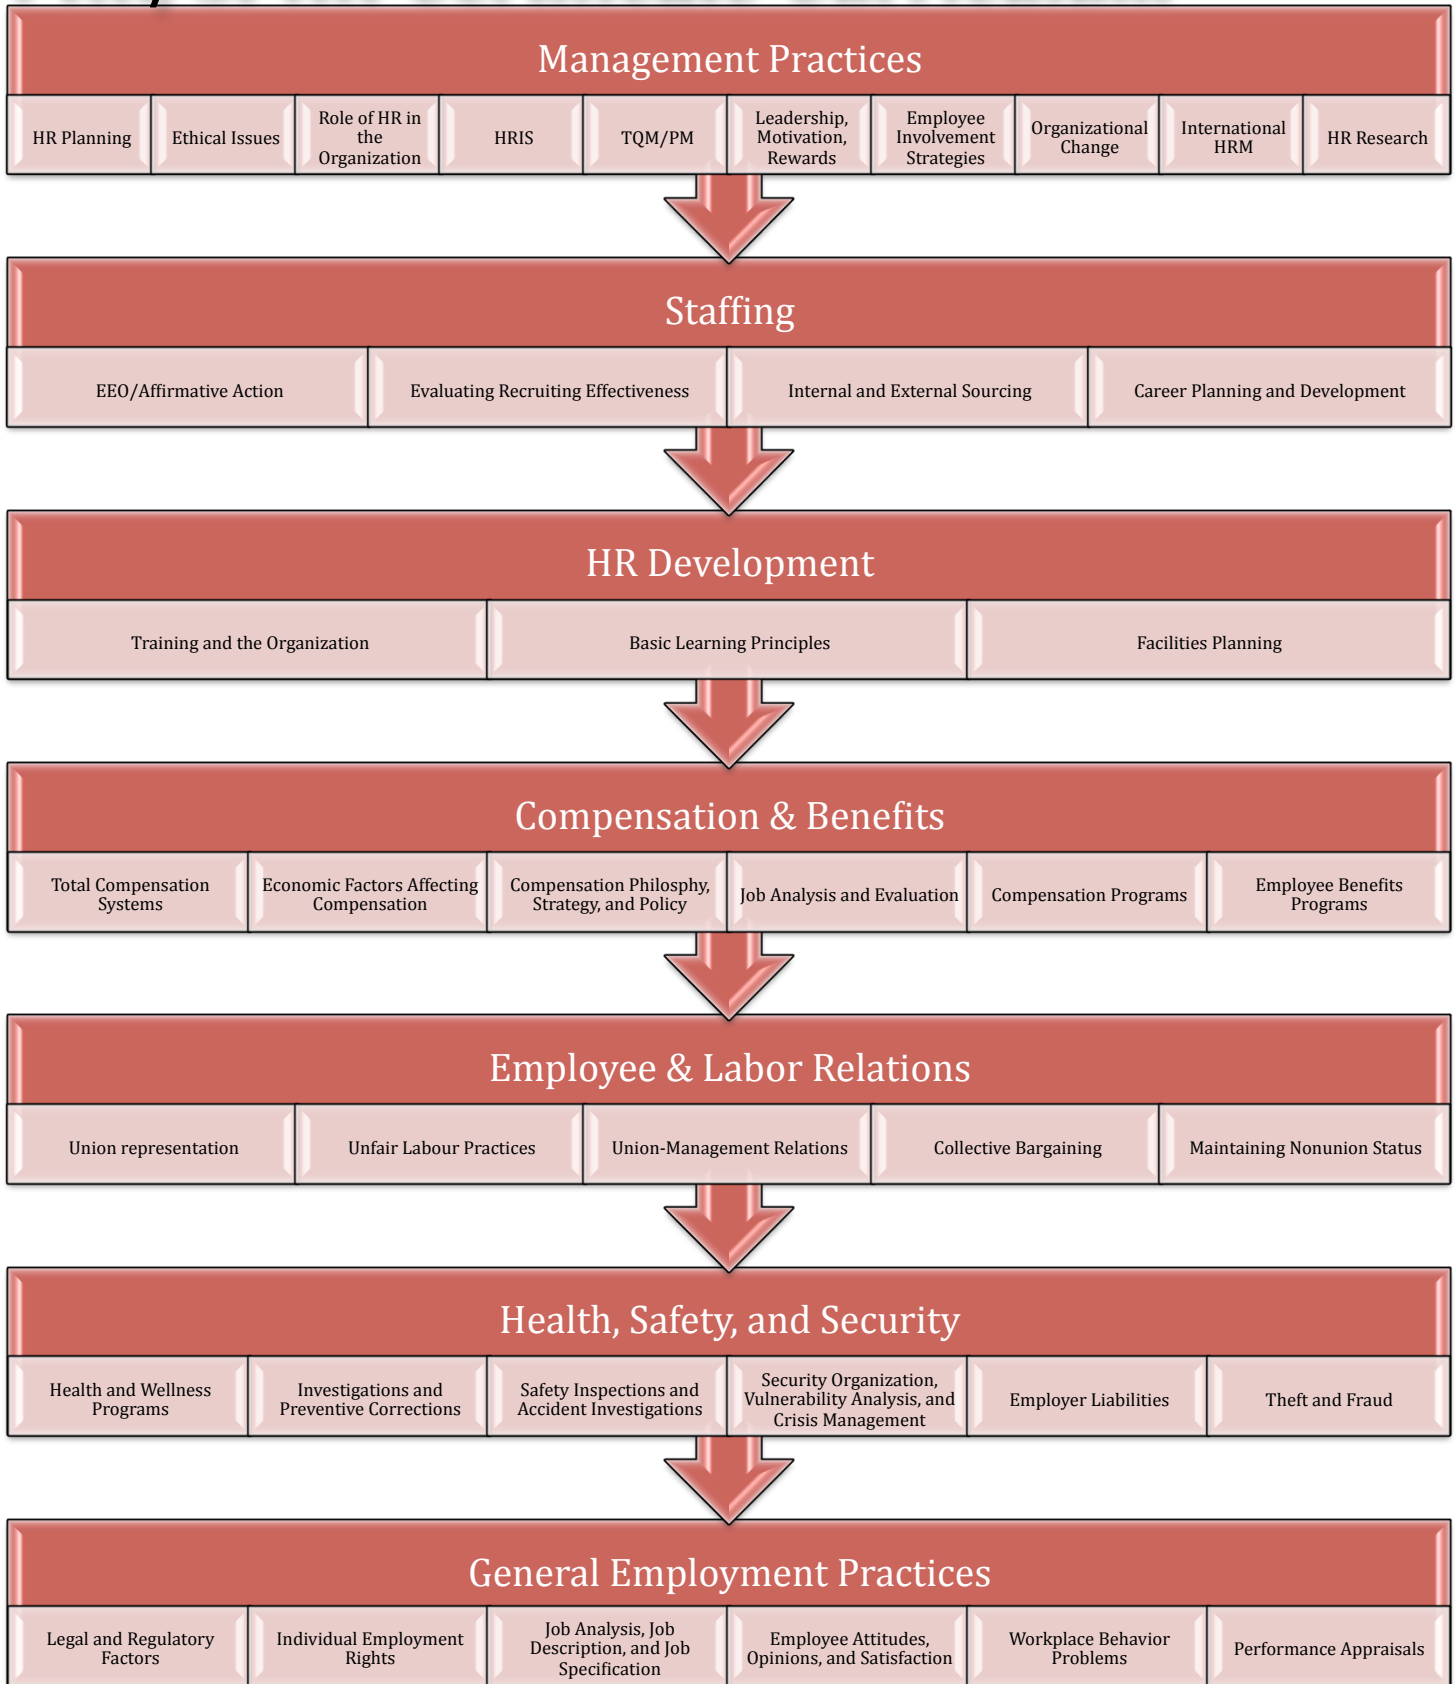 Management Practices
HR Planning
Ethical Issues
Role of HR in
the
Organization
HRIS
TQM/PM
Leadership,
Motivation,
Rewards
Employee
Involvement
Strategies
Organizational
Change
International
HRM
HR Research
Staffing
EEO/Affirmative Action
Evaluating Recruiting Effectiveness
Internal and External Sourcing
Career Planning and Development
HR Development
Training and the Organization
Basic Learning Principles
Facilities Planning
Compensation & Benefits
Total Compensation
Systems
Economic Factors Affecting
Compensation
Compensation Philosphy,
Strategy, and Policy
Job Analysis and Evaluation
Compensation Programs
Employee Benefits
Programs
Employee & Labor Relations
Union representation
Unfair Labour Practices
Union-Management Relations
Collective Bargaining
Maintaining Nonunion Status
Health, Safety, and Security
Health and Wellness
Programs
Investigations and
Preventive Corrections
Safety Inspections and
Accident Investigations
Security Organization,
Vulnerability Analysis, and
Crisis Management
Employer Liabilities
Theft and Fraud
General Employment Practices
Legal and Regulatory
Factors
Individual Employment
Rights
Job Analysis, Job
Description, and Job
Specification
Employee Attitudes,
Opinions, and Satisfaction
Workplace Behavior
Problems
Performance Appraisals